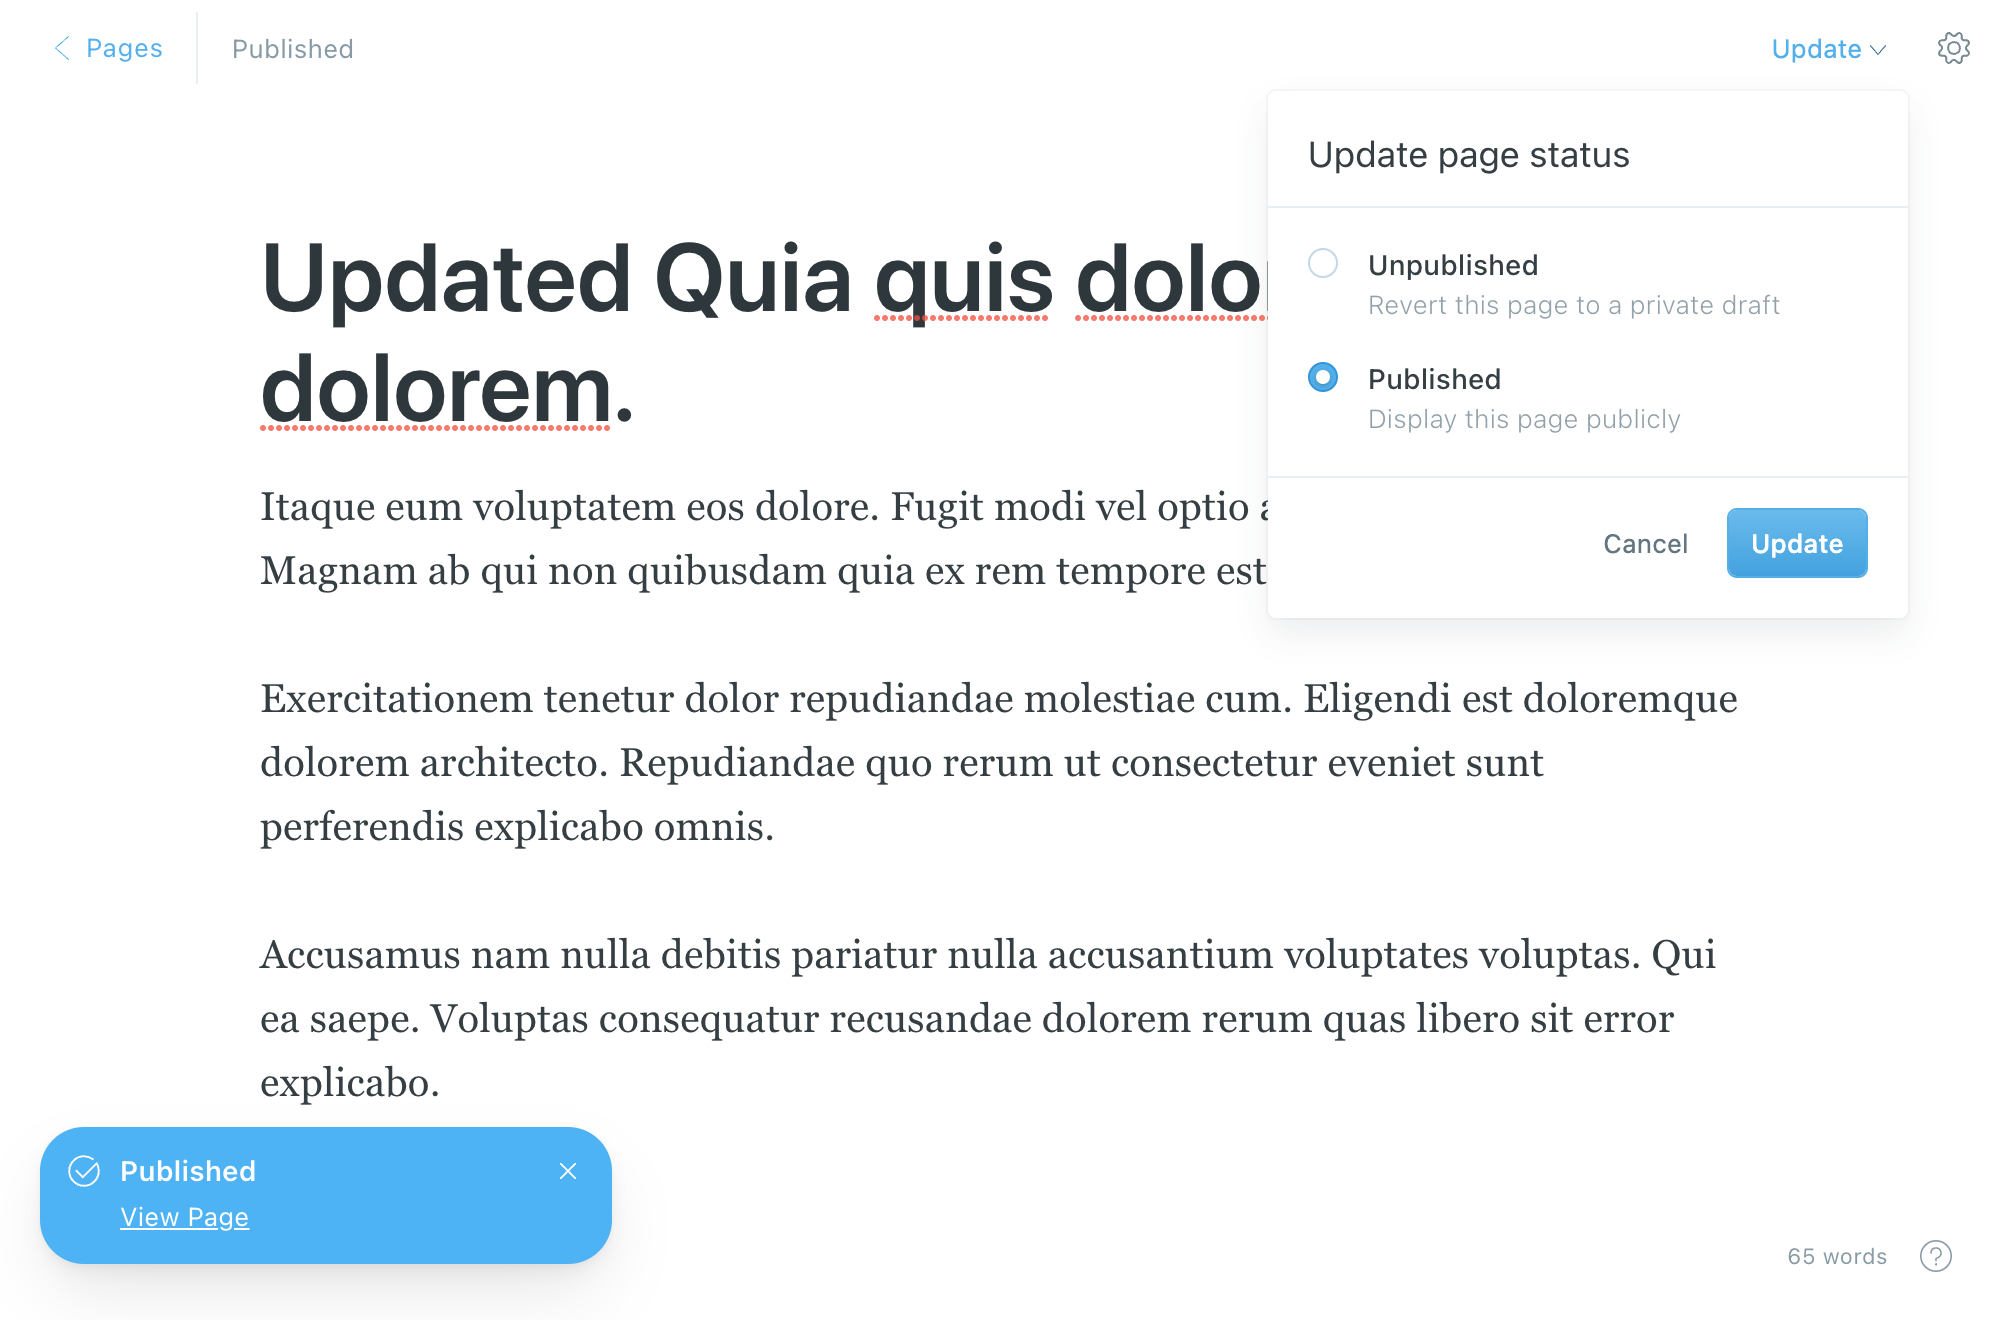 Pages
Published
Update
Update page status
Unpublished
Revert this page to a private draft
Published
Display this page publicly
Cancel
Update
Updated Quia quis dolor
dolorem.
Itaque eum voluptatem eos dolore. Fugit modi vel optio
Magnam ab qui non quibusdam quia ex rem tempore est
Exercitationem tenetur dolor repudiandae molestiae cum. Eligendi est doloremque
dolorem architecto. Repudiandae quo rerum ut consectetur eveniet sunt
perferendis explicabo omnis.
Accusamus nam nulla debitis pariatur nulla accusantium voluptates voluptas. Qui
ea saepe. Voluptas consequatur recusandae dolorem rerum quas libero sit error
explicabo.
Published
View Page
65 words
?